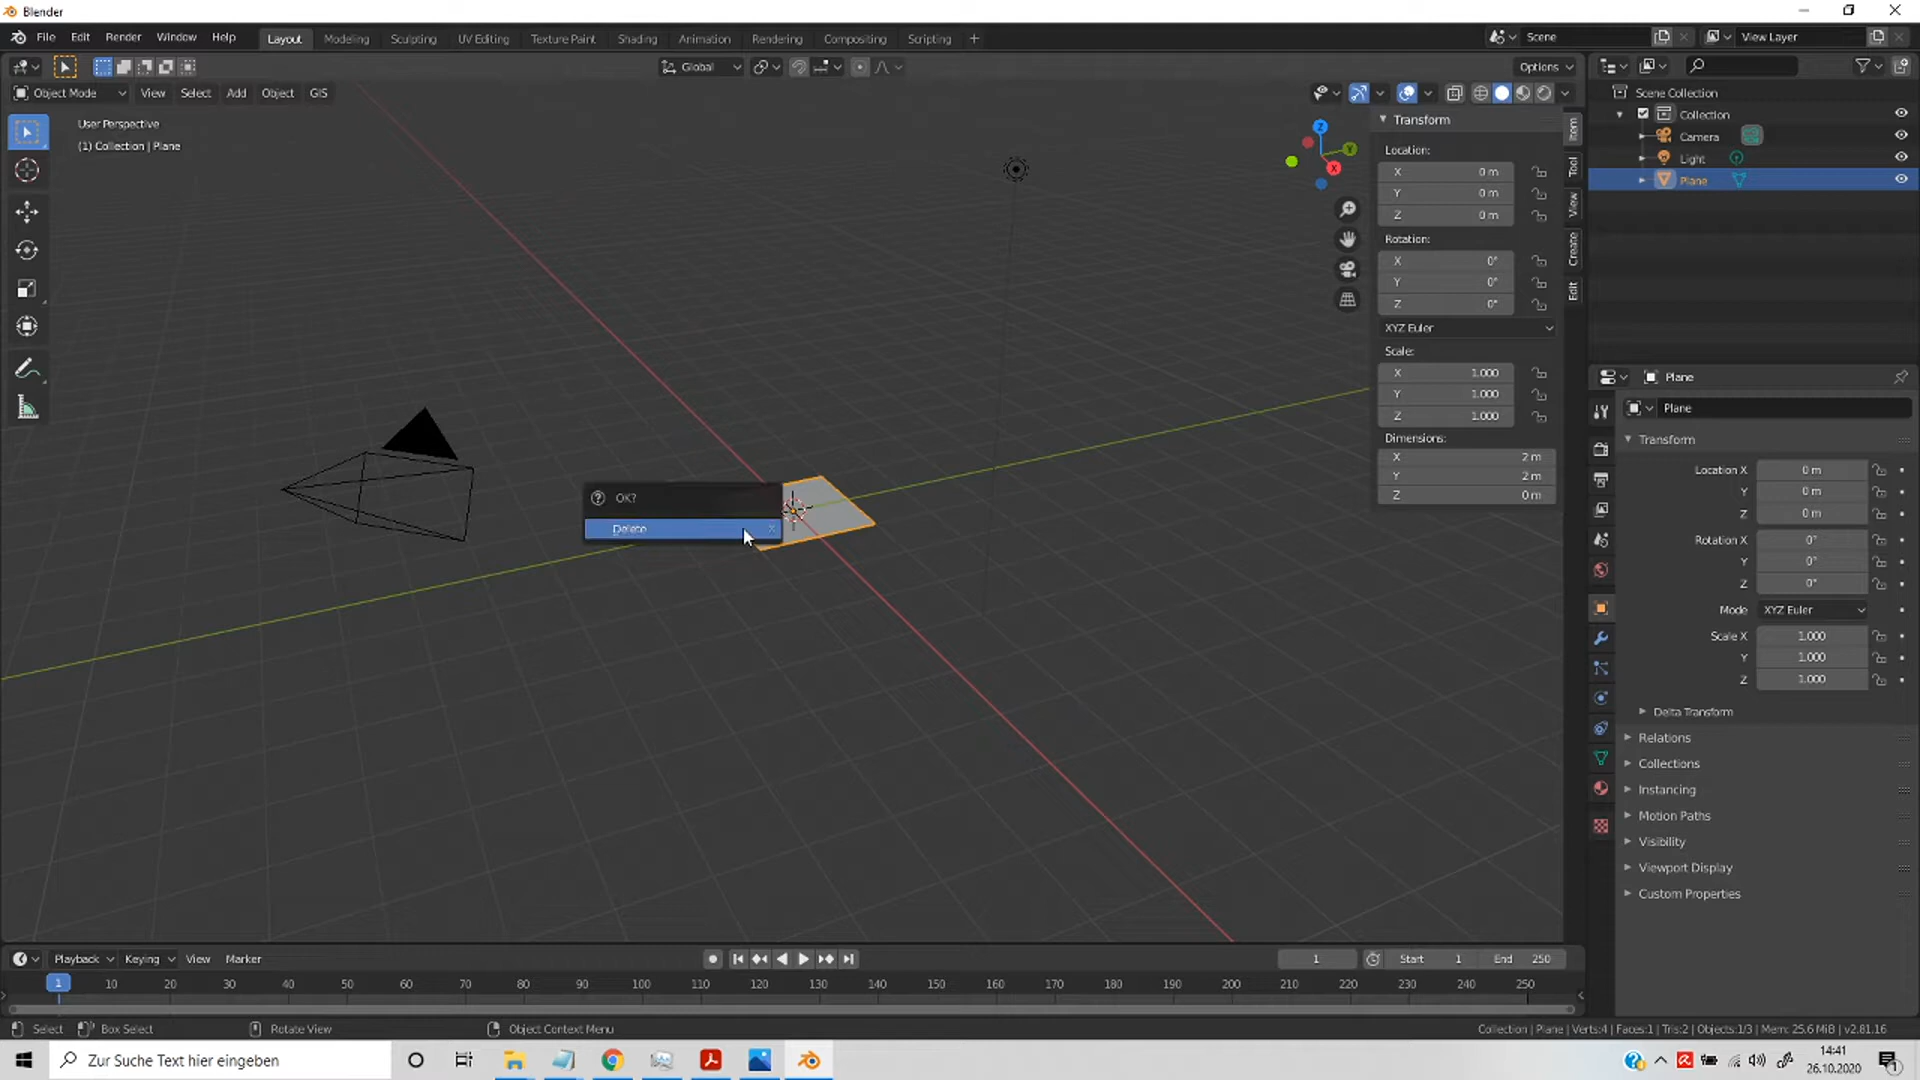 Blender
File Edit Render Window Help Layout Modeling Sculpting UV Editing Texture Paint Shading Animation Rendering Compositing Scripting + Scene View Layer
Global Options
Object Mode View Select Add Object GIS
User Perspective
(1) Collection | Plane
Z
Y
X
Transform
Location:
X 0 m
Y 0 m
Z 0 m
Rotation:
X 0°
Y 0°
Z 0°
XYZ Euler
Scale:
X 1.000
Y 1.000
Z 1.000
Dimensions:
X 2 m
Y 2 m
Z 0 m
Item
Tool
View
Create
Edit
OK?
Delete X
Scene Collection
Collection
Camera
Light
Plane
Plane
Plane
Transform
Location X 0 m
Y 0 m
Z 0 m
Rotation X 0°
Y 0°
Z 0°
Mode XYZ Euler
Scale X 1.000
Y 1.000
Z 1.000
Delta Transform
Relations
Collections
Instancing
Motion Paths
Visibility
Viewport Display
Custom Properties
Playback Keying View Marker 1 Start 1 End 250
1 10 20 30 40 50 60 70 80 90 100 110 120 130 140 150 160 170 180 190 200 210 220 230 240 250
Select Box Select Rotate View Object Context Menu Collection | Plane | Verts:4 | Faces:1 | Tris:2 | Objects:1/3 | Mem: 25.6 MiB | v2.81.16
Zur Suche Text hier eingeben
14:41
26.10.2020